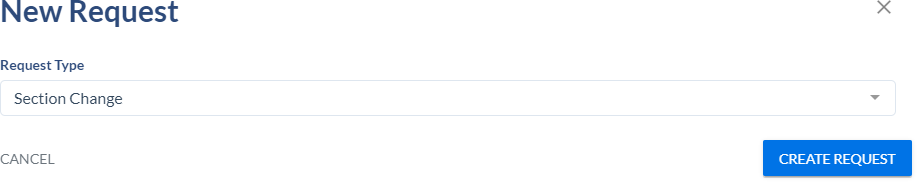 New Request
Request Type
Section Change
CANCEL
CREATE REQUEST